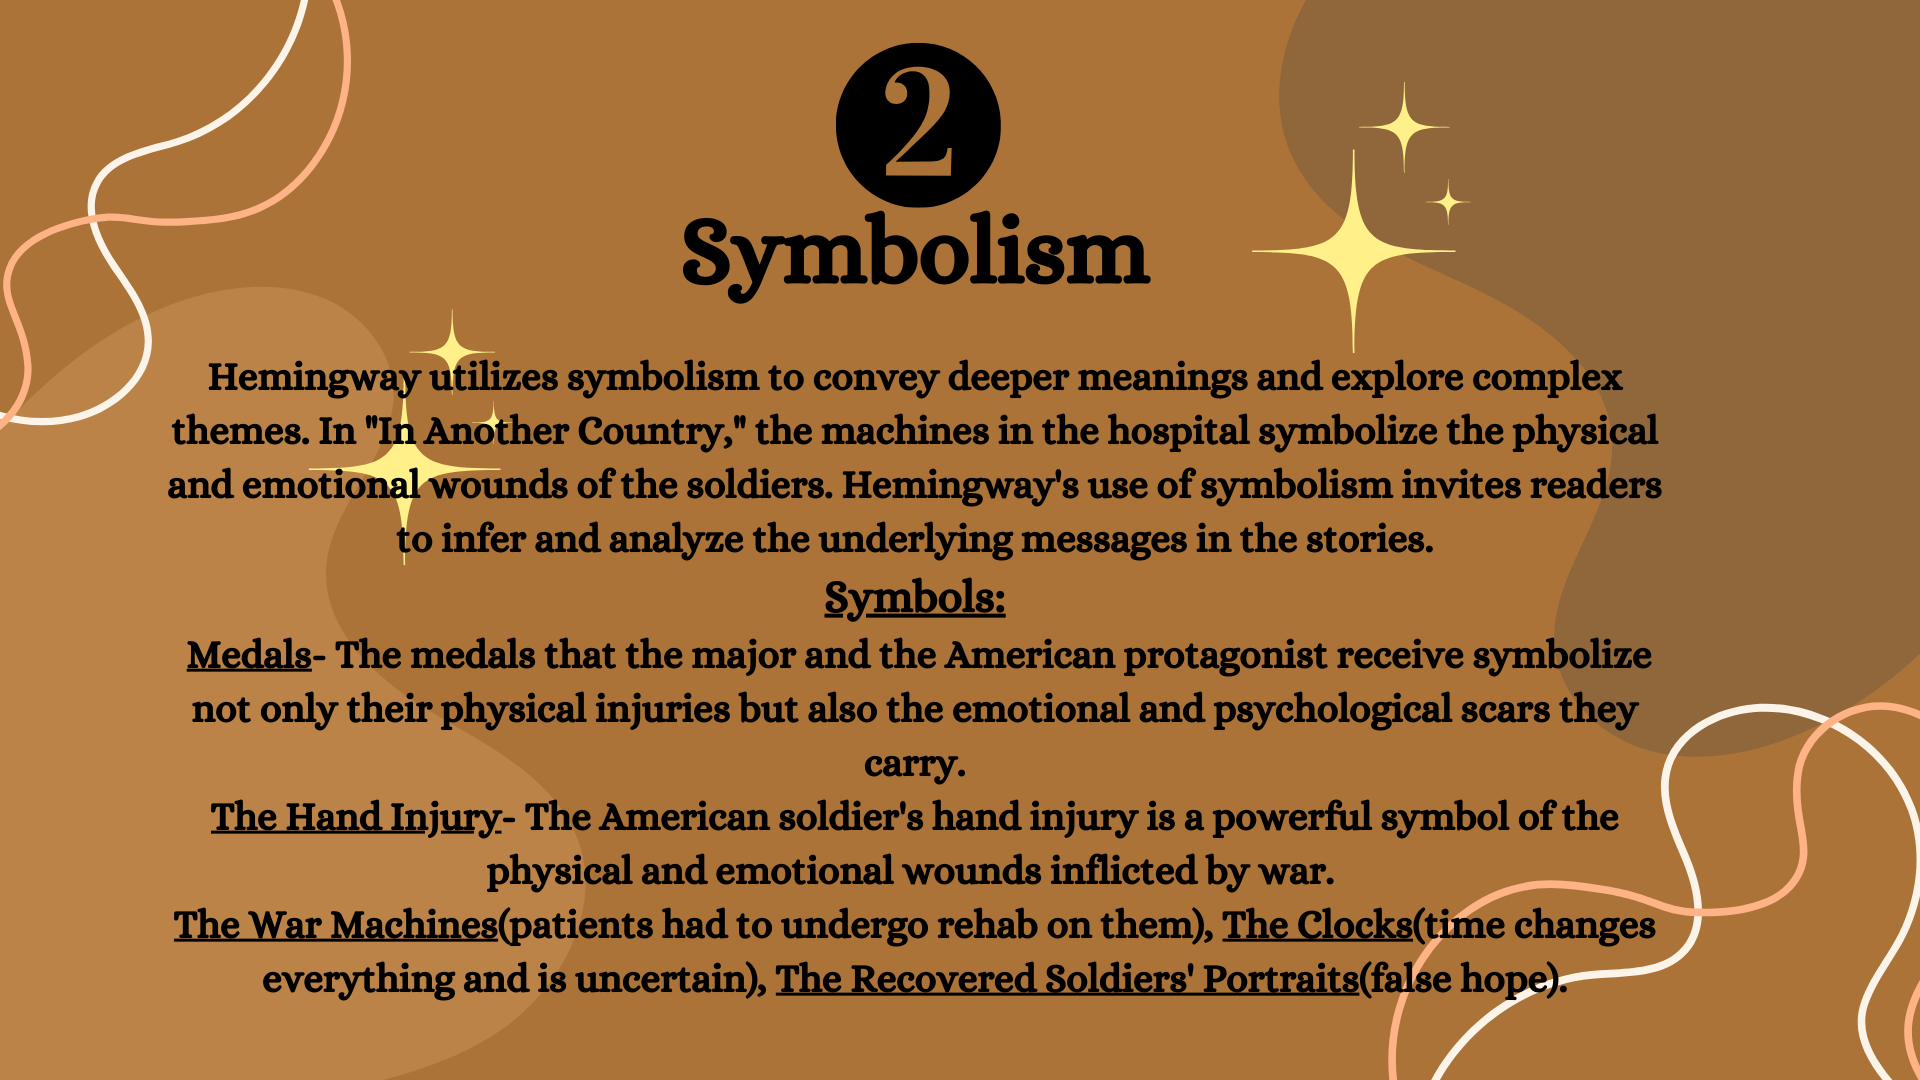 2
Symbolism
Hemingway utilizes symbolism to convey deeper meanings and explore complex
themes. In "In Another Country," the machines in the hospital symbolize the physical
and emotional wounds of the soldiers. Hemingway's use of symbolism invites readers
to infer and analyze the underlying messages in the stories.
Symbols:
Medals- The medals that the major and the American protagonist receive symbolize
not only their physical injuries but also the emotional and psychological scars they
carry.
The Hand Injury- The American soldier's hand injury is a powerful symbol of the
physical and emotional wounds inflicted by war.
The War Machines(patients had to undergo rehab on them), The Clocks(time changes
everything and is uncertain), The Recovered Soldiers' Portraits(false hope).